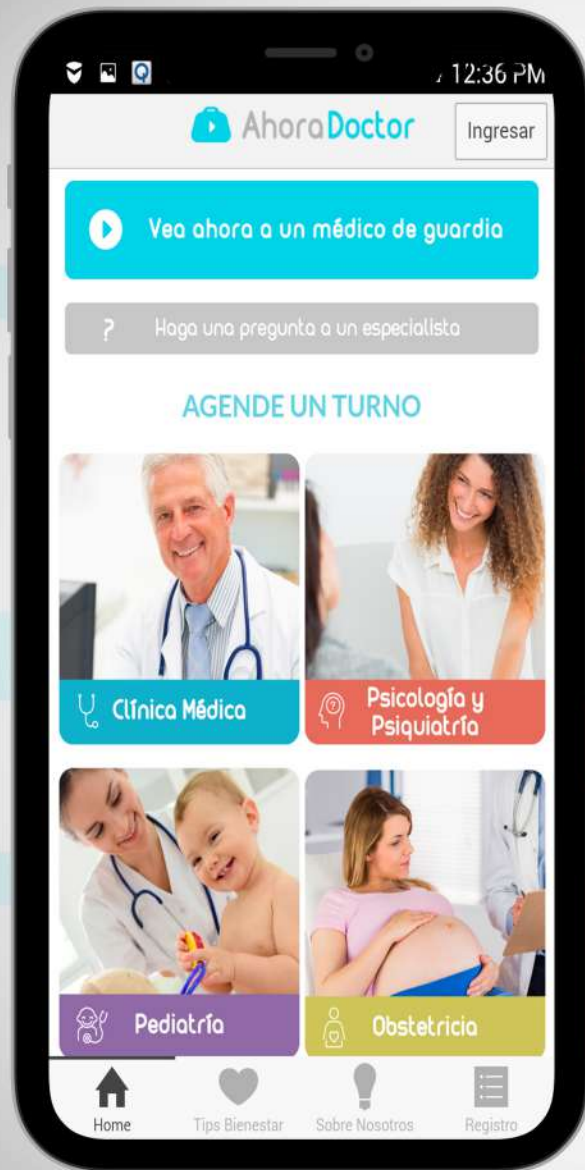 12:36 PM
AhoraDoctor
Ingresar
Vea ahora a un médico de guardia
? Haga una pregunta a un especialista
AGENDE UN TURNO
Clínica Médica
Psicología y
Psiquiatría
Pediatría
Obstetricia
Home
Tips Bienestar
Sobre Nosotros
Registro